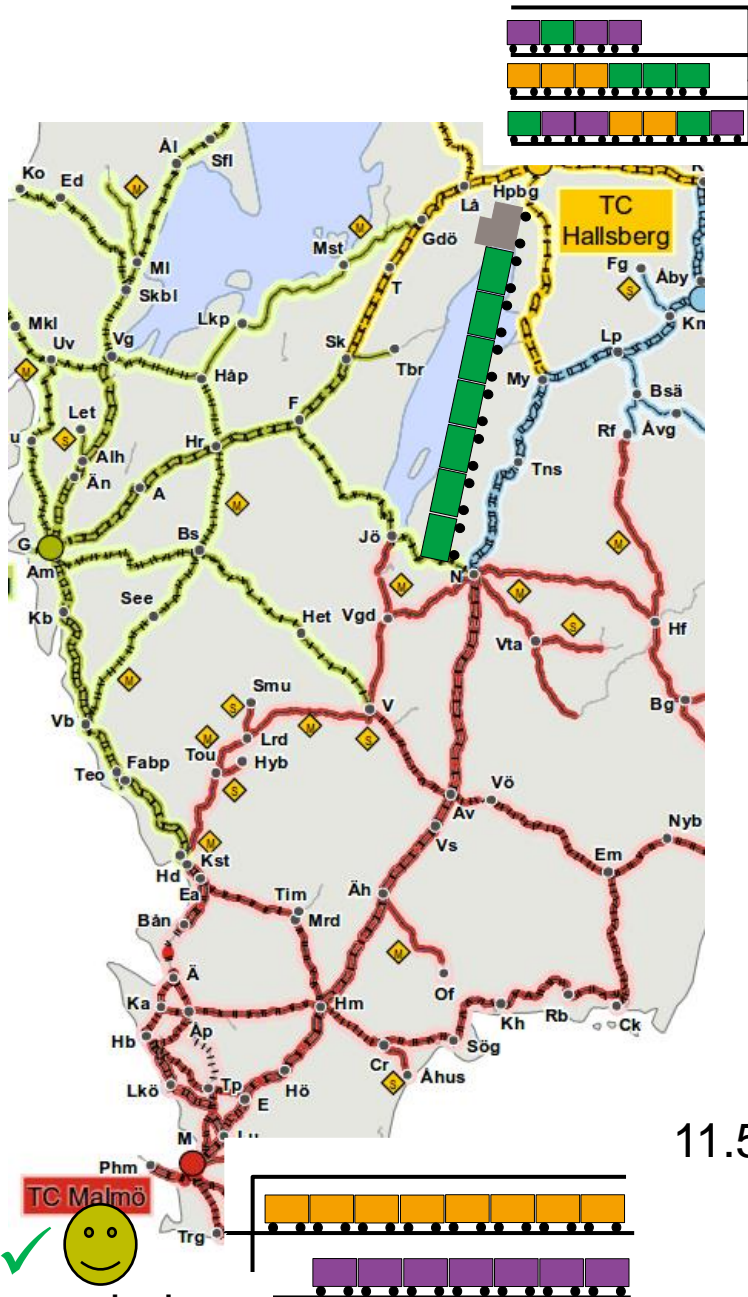 Ål
Sfl
Ko
Ed
M
Lå
Hpbg
TC
Hallsberg
Gdö
M
Mst
Ml
Skbl
T
Fg
Åby
S
Mkl
Lkp
Km
Uv
Vg
Sk
Lp
Tbr
My
M
Håp
Bsä
Let
F
S
Hr
Rf
Åvg
Alh
Än
A
Tns
M
G
Bs
Jö
Am
N
M
M
M
See
Kb
Het
Vgd
S
Vta
Hf
M
Smu
S
V
Bg
Vb
M
M
Lrd
S
Tou
Hyb
Fabp
Teo
S
Vö
Av
Nyb
M
Vs
Kst
Em
Hd
Ea
Äh
Tim
Mrd
Bån
M
Ä
Of
Ka
Hm
Åp
Kh
Rb
Ck
Hb
Sög
Cr
Lkö
Tp
Hö
S
Åhus
E
M
11.5
Phm
TC Malmö
Trg